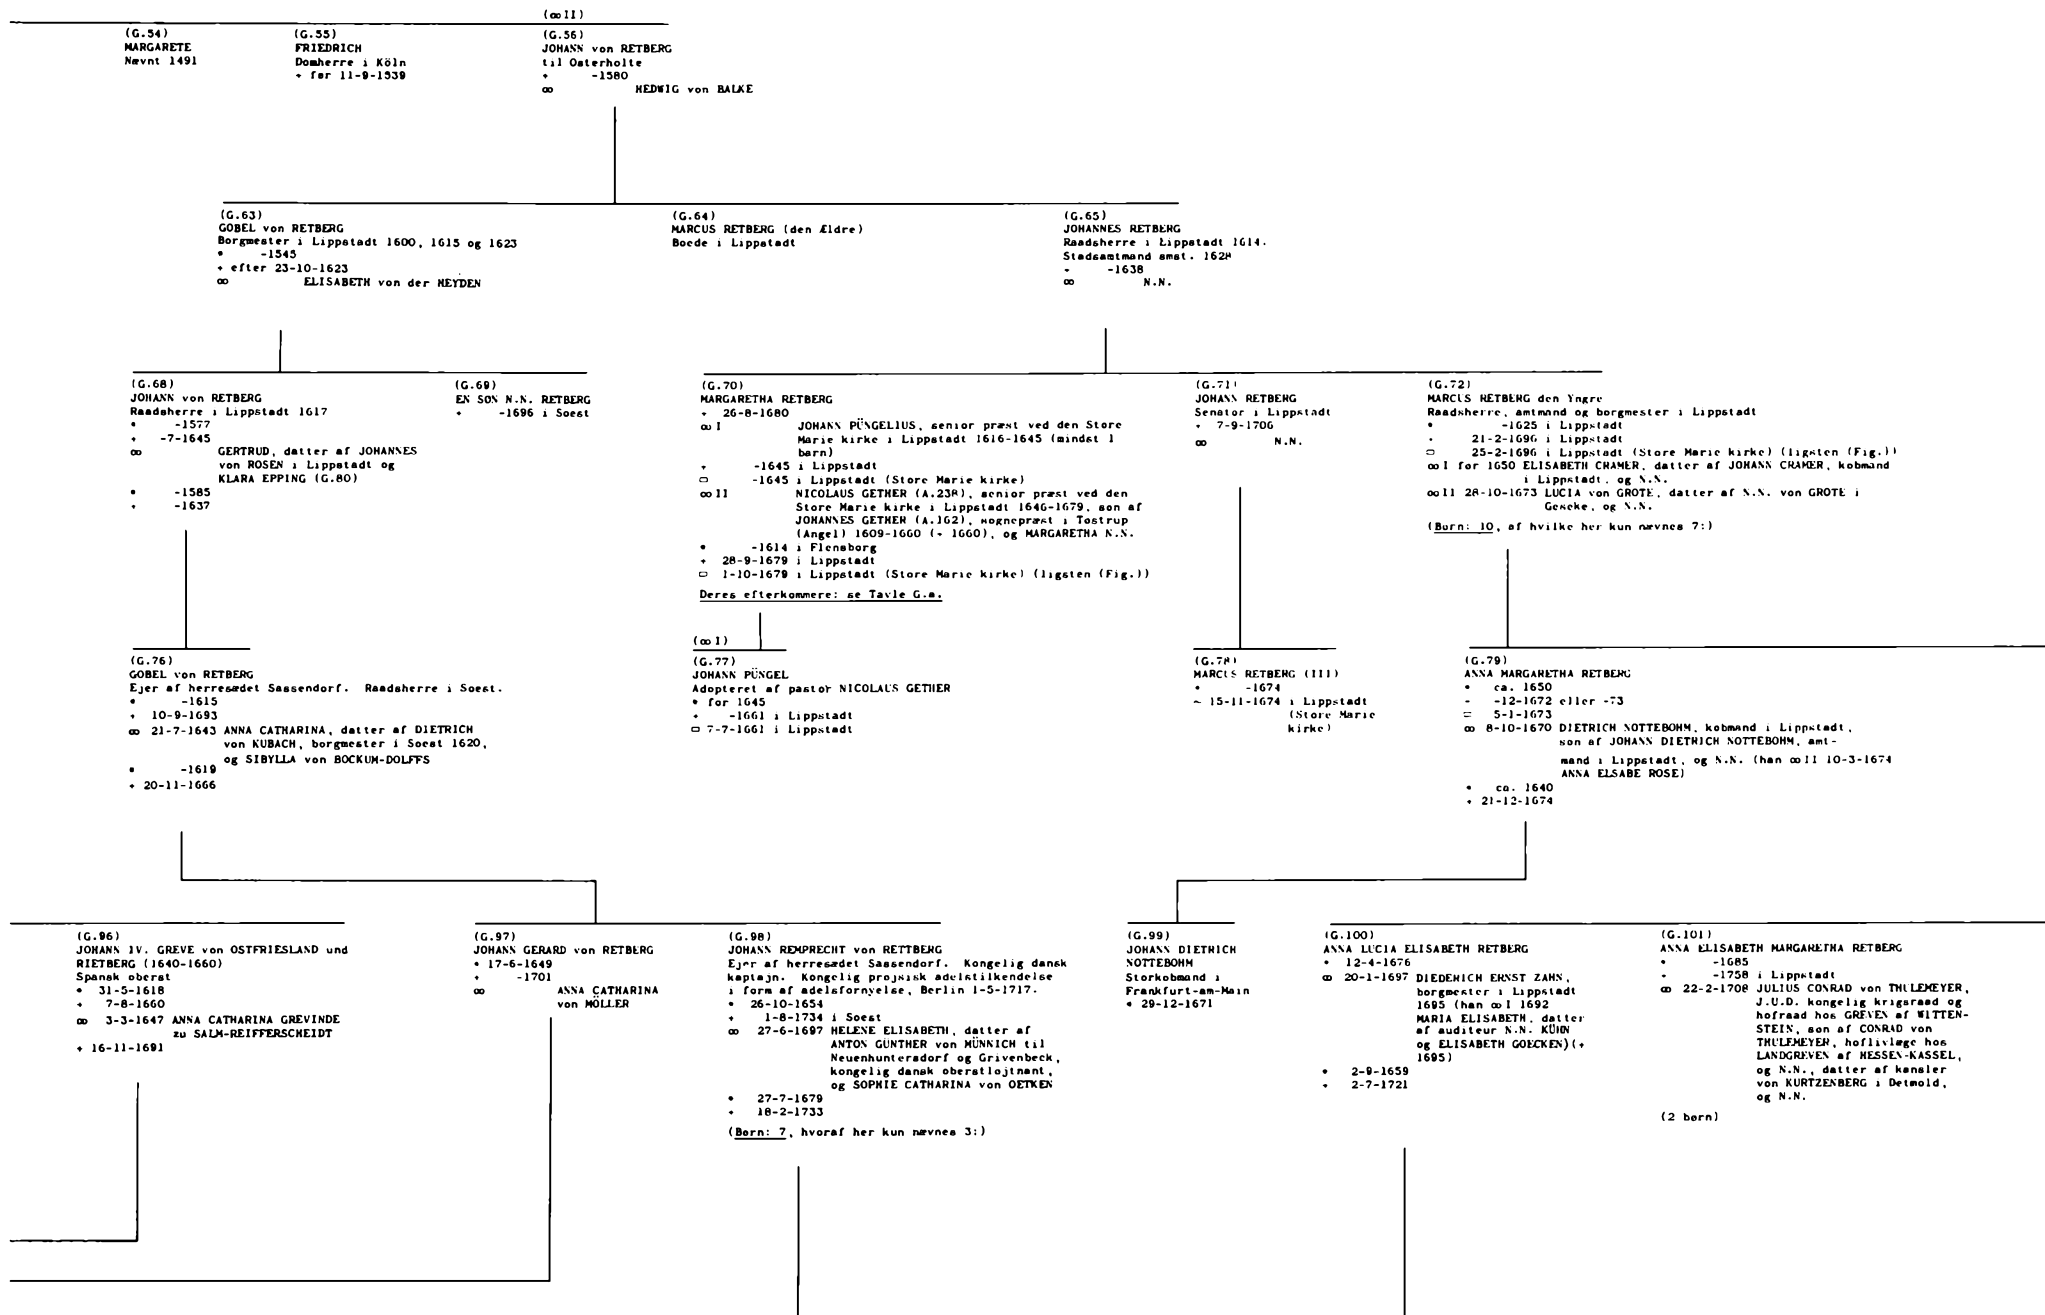 (∞ II)
(G.54)
MARGARETE
Nævnt 1491
(G.55)
FRIEDRICH
Domherre i Köln
+ før 11-9-1539
(G.56)
JOHANN von RETBERG
til Osterholte
+ -1580
∞ HEDWIG von BALKE
(G.63)
GOBEL von RETBERG
Borgmester i Lippstadt 1600, 1615 og 1623
* -1545
+ efter 23-10-1623
∞ ELISABETH von der HEYDEN
(G.64)
MARCUS RETBERG (den Ældre)
Boede i Lippstadt
(G.65)
JOHANNES RETBERG
Raadsherre i Lippstadt 1614.
Stadsamtmand smst. 1628
+ -1638
∞ N.N.
(G.68)
JOHANN von RETBERG
Raadsherre i Lippstadt 1617
* -1577
+ -7-1645
∞ GERTRUD, datter af JOHANNES
von ROSEN i Lippstadt og
KLARA EPPING (G.80)
* -1585
+ -1637
(G.69)
EN SØN N.N. RETBERG
+ -1696 i Soest
(G.70)
MARGARETHA RETBERG
+ 26-8-1680
∞ I JOHANN PÜNGELIUS, senior præst ved den Store
Marie kirke i Lippstadt 1616-1645 (mindst 1
barn)
+ -1645 i Lippstadt
▭ -1645 i Lippstadt (Store Marie kirke)
∞ II NICOLAUS GETHER (A.238), senior præst ved den
Store Marie kirke i Lippstadt 1646-1679, søn af
JOHANNES GETHER (A.162), sognepræst i Tostrup
(Angel) 1609-1660 (+ 1660), og MARGARETHA N.N.
* -1614 i Flensborg
+ 28-9-1679 i Lippstadt
▭ 1-10-1679 i Lippstadt (Store Marie kirke) (ligsten (Fig.))
Deres efterkommere: se Tavle G.a.
(G.71)
JOHANN RETBERG
Senator i Lippstadt
+ 7-9-1706
∞ N.N.
(G.72)
MARCUS RETBERG den Yngre
Raadsherre, amtmand og borgmester i Lippstadt
* -1625 i Lippstadt
+ 21-2-1696 i Lippstadt
▭ 25-2-1696 i Lippstadt (Store Marie kirke) (ligsten (Fig.))
∞ I før 1650 ELISABETH CRAMER, datter af JOHANN CRAMER, købmand
i Lippstadt, og N.N.
∞ II 28-10-1673 LUCIA von GROTE, datter af N.N. von GROTE i
Geseke, og N.N.
(Børn: 10, af hvilke her kun nævnes 7:)
(G.76)
GOBEL von RETBERG
Ejer af herresædet Sassendorf. Raadsherre i Soest.
* -1615
+ 10-9-1693
∞ 21-7-1643 ANNA CATHARINA, datter af DIETRICH
von KUBACH, borgmester i Soest 1620,
og SIBYLLA von BOCKUM-DOLFFS
* -1619
+ 20-11-1666
(∞ I)
(G.77)
JOHANN PÜNGEL
Adopteret af pastor NICOLAUS GETHER
* før 1645
+ -1661 i Lippstadt
▭ 7-7-1661 i Lippstadt
(G.78)
MARCUS RETBERG (III)
* -1674
~ 15-11-1674 i Lippstadt
(Store Marie
kirke)
(G.79)
ANNA MARGARETHA RETBERG
* ca. 1650
+ -12-1672 eller -73
▭ 5-1-1673
∞ 8-10-1670 DIETRICH NOTTEBOHM, købmand i Lippstadt,
søn af JOHANN DIETRICH NOTTEBOHM, amt-
mand i Lippstadt, og N.N. (han ∞ II 10-3-1674
ANNA ELSABE ROSE)
* ca. 1640
+ 21-12-1674
(G.96)
JOHANN IV. GREVE von OSTFRIESLAND und
RIETBERG (1640-1660)
Spansk oberst
* 31-5-1618
+ 7-8-1660
∞ 3-3-1647 ANNA CATHARINA GREVINDE
zu SALM-REIFFERSCHEIDT
+ 16-11-1691
(G.97)
JOHANN GERARD von RETBERG
* 17-6-1649
+ -1701
∞ ANNA CATHARINA
von MÖLLER
(G.98)
JOHANN REMPRECHT von RETTBERG
Ejer af herresædet Sassendorf. Kongelig dansk
kaptajn. Kongelig projsisk adelstilkendelse
i form af adelsfornyelse, Berlin 1-5-1717.
* 26-10-1654
+ 1-8-1734 i Soest
∞ 27-6-1697 HELENE ELISABETH, datter af
ANTON GÜNTHER von MÜNNICH til
Neuenhuntersdorf og Grivenbeck,
kongelig dansk oberstløjtnant,
og SOPHIE CATHARINA von OETKEN
* 27-7-1679
+ 18-2-1733
(Børn: 7, hvoraf her kun nævnes 3:)
(G.99)
JOHANN DIETRICH
NOTTEBOHM
Storkøbmand i
Frankfurt-am-Main
* 29-12-1671
(G.100)
ANNA LUCIA ELISABETH RETBERG
* 12-4-1676
∞ 20-1-1697 DIEDERICH ERNST ZAHN,
borgmester i Lippstadt
1695 (han ∞ I 1692
MARIA ELISABETH, datter
af auditeur N.N. KÜHN
og ELISABETH GOECKEN)(+
1695)
* 2-9-1659
+ 2-7-1721
(G.101)
ANNA ELISABETH MARGARETHA RETBERG
* -1685
+ -1758 i Lippstadt
∞ 22-2-1708 JULIUS CONRAD von THULEMEYER,
J.U.D. kongelig krigsraad og
hofraad hos GREVEN af WITTEN-
STEIN, søn af CONRAD von
THULEMEYER, hoflivlæge hos
LANDGREVEN af HESSEN-KASSEL,
og N.N., datter af kansler
von KURTZENBERG i Detmold,
og N.N.
(2 børn)